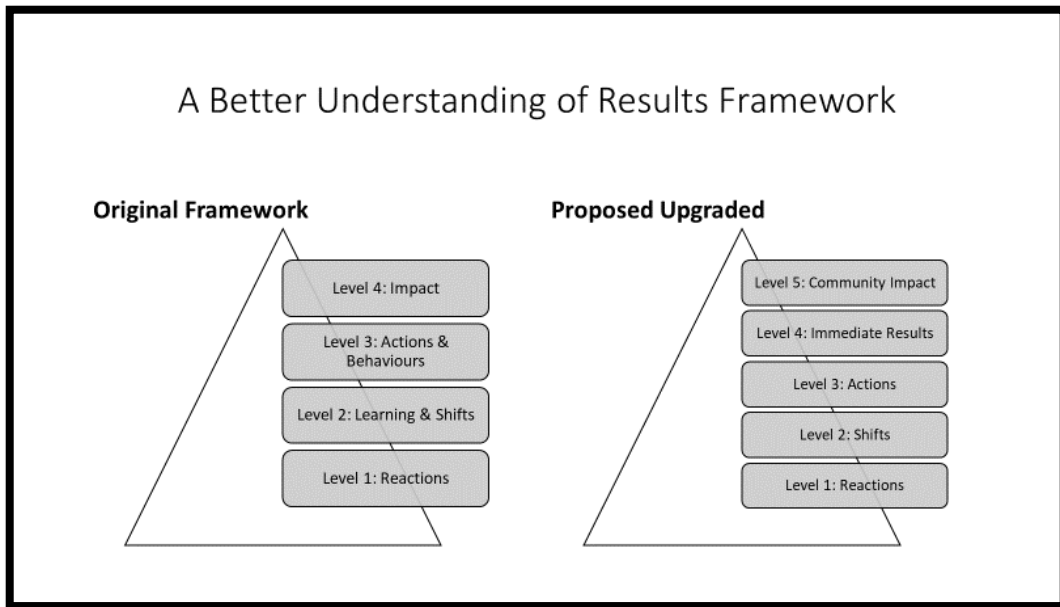 A Better Understanding of Results Framework
Original Framework
Level 4: Impact
Level 3: Actions &
Behaviours
Level 2: Learning & Shifts
Level 1: Reactions
Proposed Upgraded
Level 5: Community Impact
Level 4: Immediate Results
Level 3: Actions
Level 2: Shifts
Level 1: Reactions